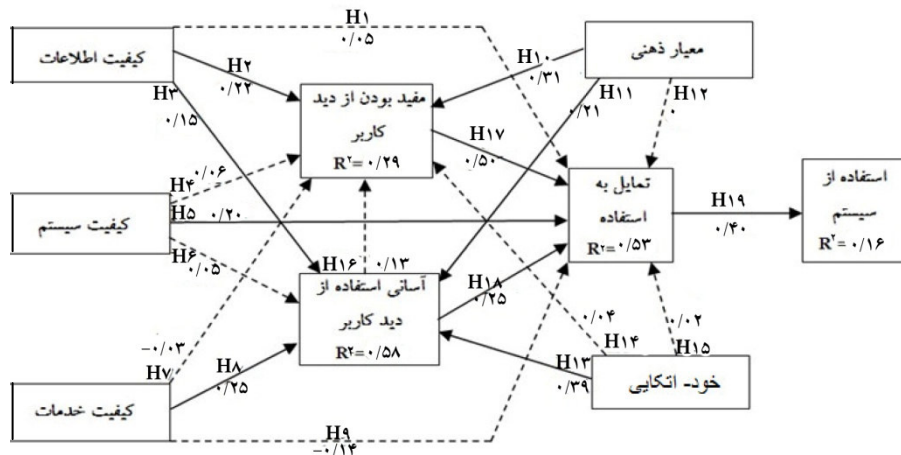 H۱
۰/۰۵
کیفیت اطلاعات
H۲
۰/۲۲
H۳
۰/۱۵
معیار ذهنی
H۱۰
۰/۳۱
H۱۱
۰/۲۱
H۱۲
۰
مفید بودن از دید
کاربر
R۲= ۰/۲۹
H۱۷
۰/۵۰
کیفیت سیستم
H۴
۰/۰۶
H۵
۰/۲۰
H۶
۰/۰۵
تمایل به
استفاده
R۲=۰/۵۳
H۱۹
۰/۴۰
استفاده از
سیستم
R۲ = ۰/۱۶
H۱۶
۰/۱۳
آسانی استفاده از
دید کاربر
R۲=۰/۵۸
H۱۸
۰/۲۵
کیفیت خدمات
−۰/۰۳
H۷
H۸
۰/۲۵
H۹
−۰/۱۴
۰/۰۴
H۱۴
۰/۰۲
H۱۵
H۱۳
۰/۳۹
خود- اتکایی